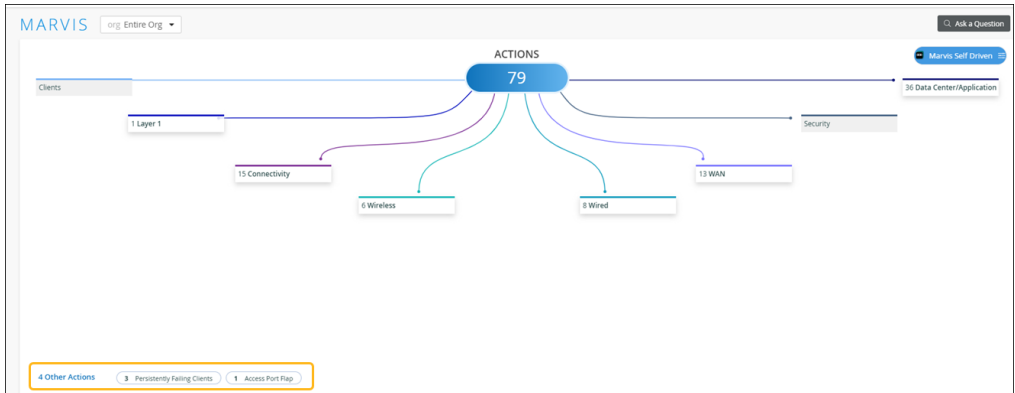 MARVIS
org Entire Org
Ask a Question
ACTIONS
79
Marvis Self Driven
Clients
36 Data Center/Application
1 Layer 1
Security
15 Connectivity
13 WAN
6 Wireless
8 Wired
4 Other Actions
3 Persistently Failing Clients
1 Access Port Flap